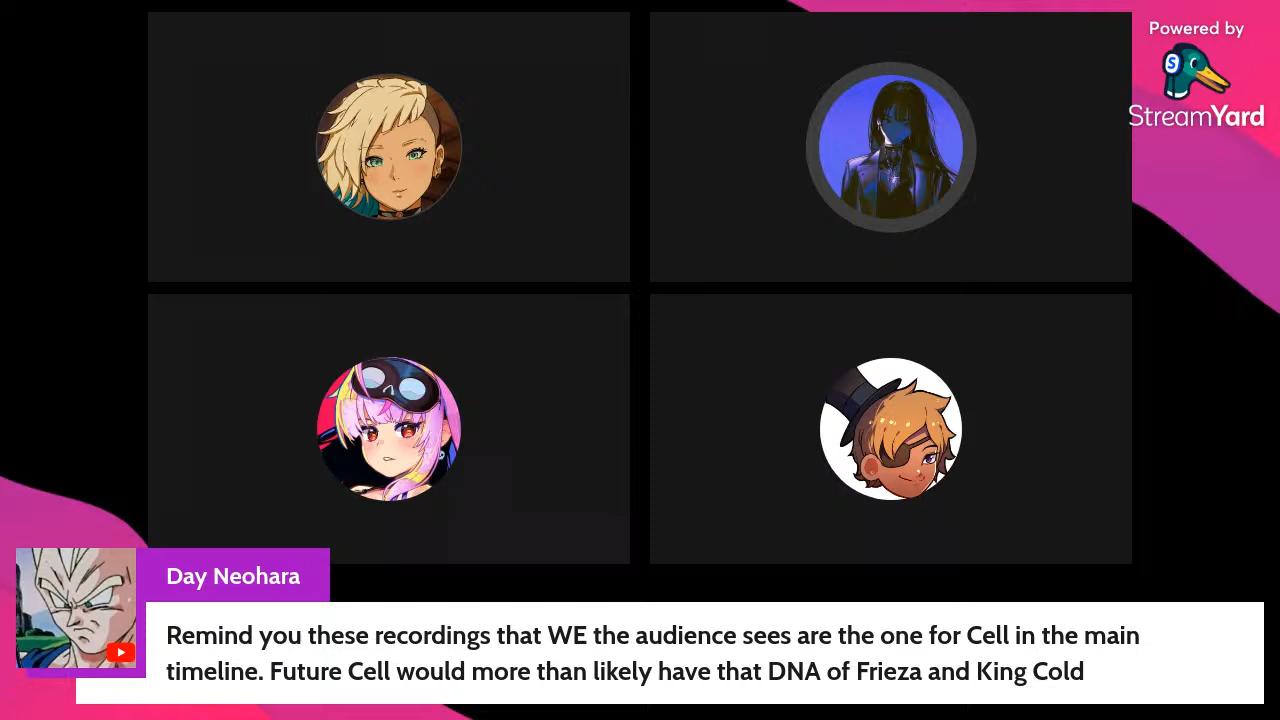 Powered by
S
StreamYard
Day Neohara
Remind you these recordings that WE the audience sees are the one for Cell in the main
timeline. Future Cell would more than likely have that DNA of Frieza and King Cold